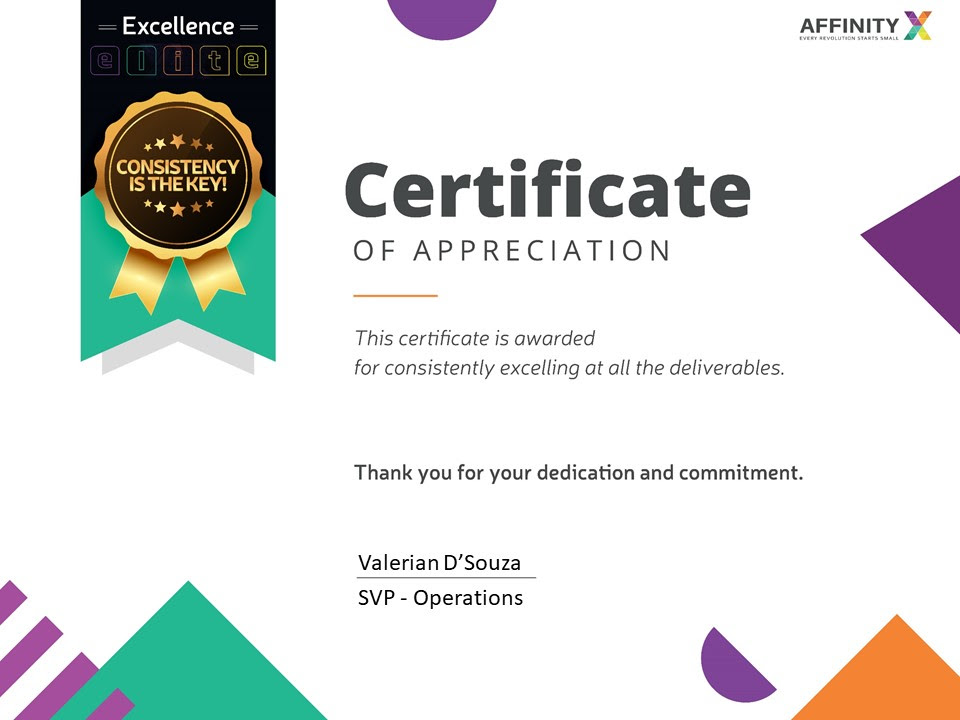 Excellence
elite
CONSISTENCY
IS THE KEY!
AFFINITY X
EVERY REVOLUTION STARTS SMALL
Certificate
OF APPRECIATION
This certificate is awarded
for consistently excelling at all the deliverables.
Thank you for your dedication and commitment.
Valerian D’Souza
SVP - Operations